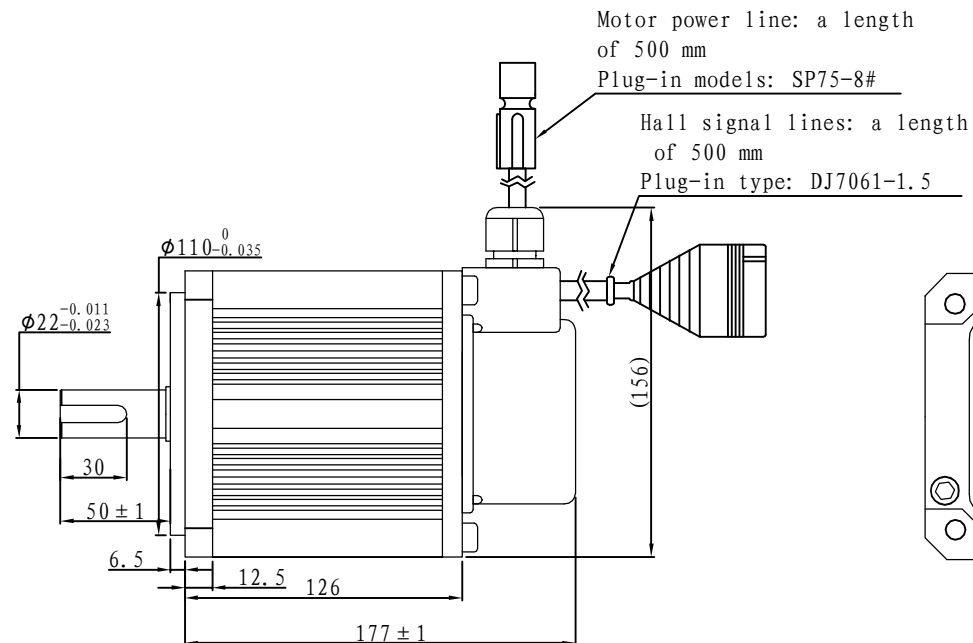 Motor power line: a length
of 500 mm
Plug-in models: SP75-8#
Hall signal lines: a length
of 500 mm
Plug-in type: DJ7061-1.5
ϕ110 0 -0.035
ϕ22 -0.011 -0.023
(156)
30
50±1
6.5
12.5
126
177±1